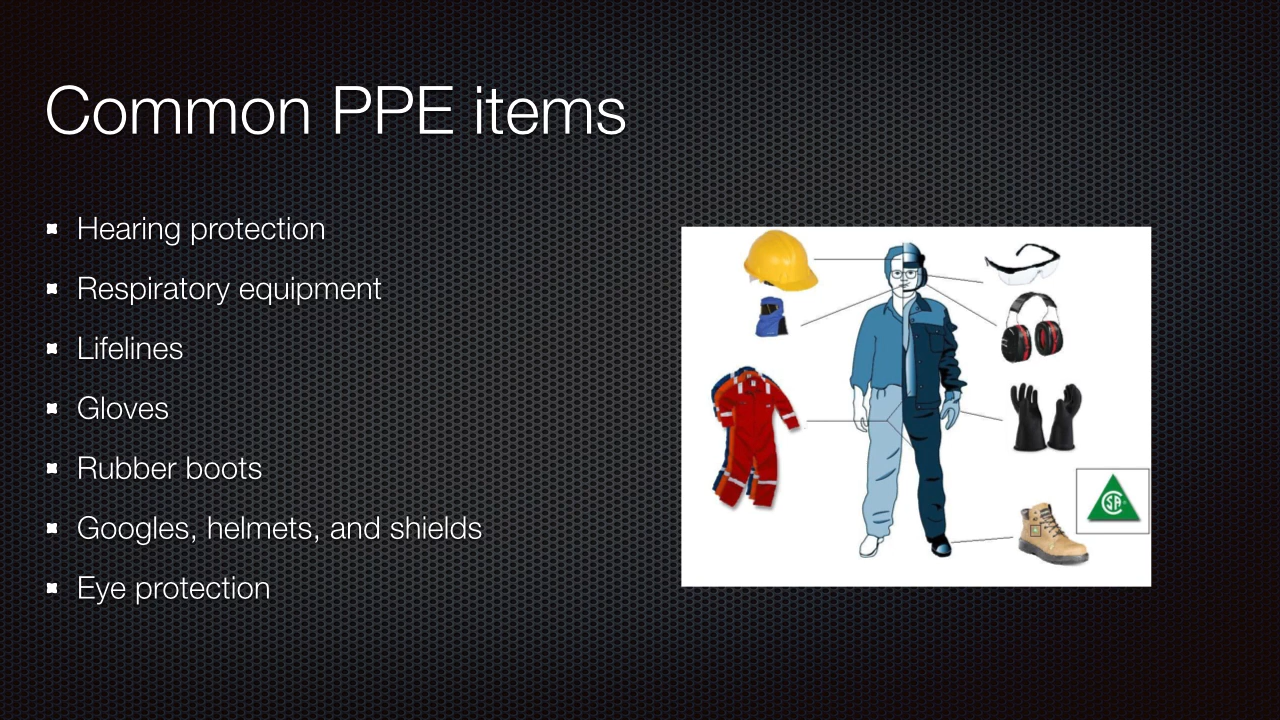 Common PPE items
Hearing protection
Respiratory equipment
Lifelines
Gloves
Rubber boots
Googles, helmets, and shields
Eye protection
CSA